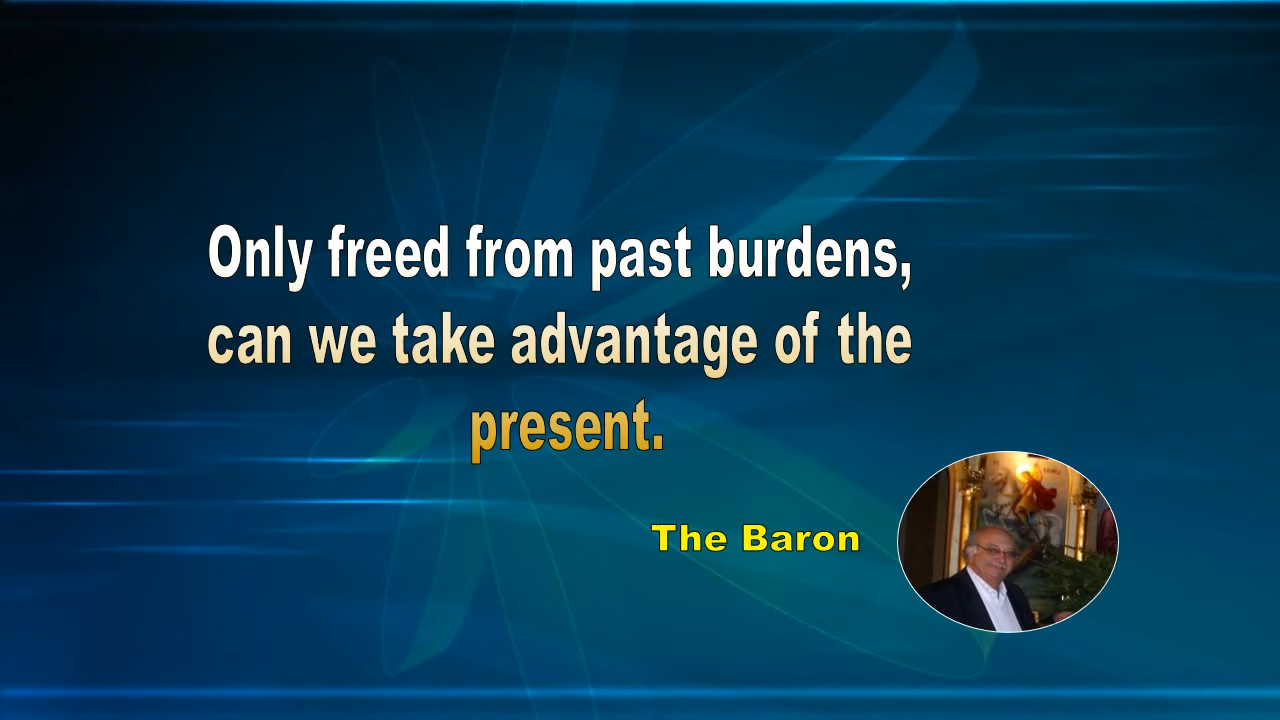 Only freed from past burdens,
can we take advantage of the
present.
The Baron